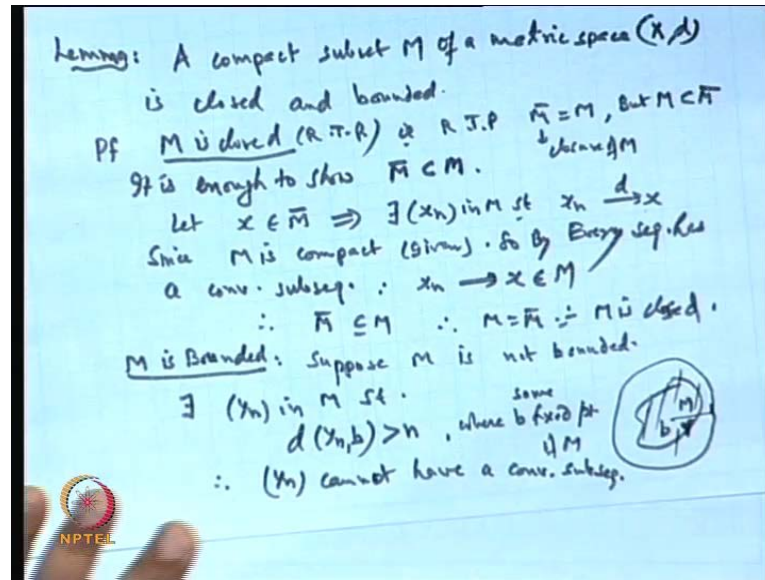 Lemma: A compact subset M of a metric space (X,d)
is closed and bounded.
Pf M is closed (R.T.P) ie R.T.P M̄ = M, But M ⊂ M̄
closure of M
It is enough to show M̄ ⊂ M.
Let x ∈ M̄ ⇒ ∃ (xn) in M st xn →d x
Since M is compact (given). So By Every seq. has
a conv. subseq. ∴ xn → x ∈ M
∴ M̄ ⊆ M ∴ M = M̄ ∴ M is closed.
M is Bounded: Suppose M is not bounded.
∃ (yn) in M st.
d(yn,b) > n, where b some fixed pt of M
M
b
∴ (yn) cannot have a conv. subseq.
NPTEL